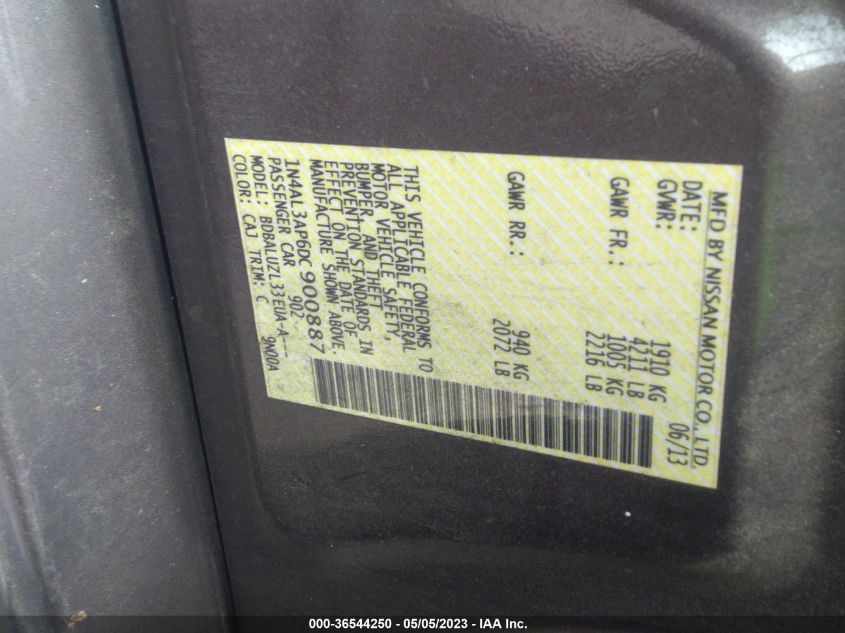 MFD BY NISSAN MOTOR CO., LTD.
DATE: 06/13
GVWR: 1910 KG
4211 LB
GAWR FR.: 1005 KG
2216 LB
GAWR RR.: 940 KG
2072 LB
THIS VEHICLE CONFORMS TO
ALL APPLICABLE FEDERAL
MOTOR VEHICLE SAFETY,
BUMPER, AND THEFT
PREVENTION STANDARDS IN
EFFECT ON THE DATE OF
MANUFACTURE SHOWN ABOVE.
1N4AL3AP6DC900887
PASSENGER CAR 902
MODEL: BDBALUZL33EUA-A---
COLOR: CAJ TRIM: C 9N00A
000-36544250 / 05/05/2023 - IAA Inc.